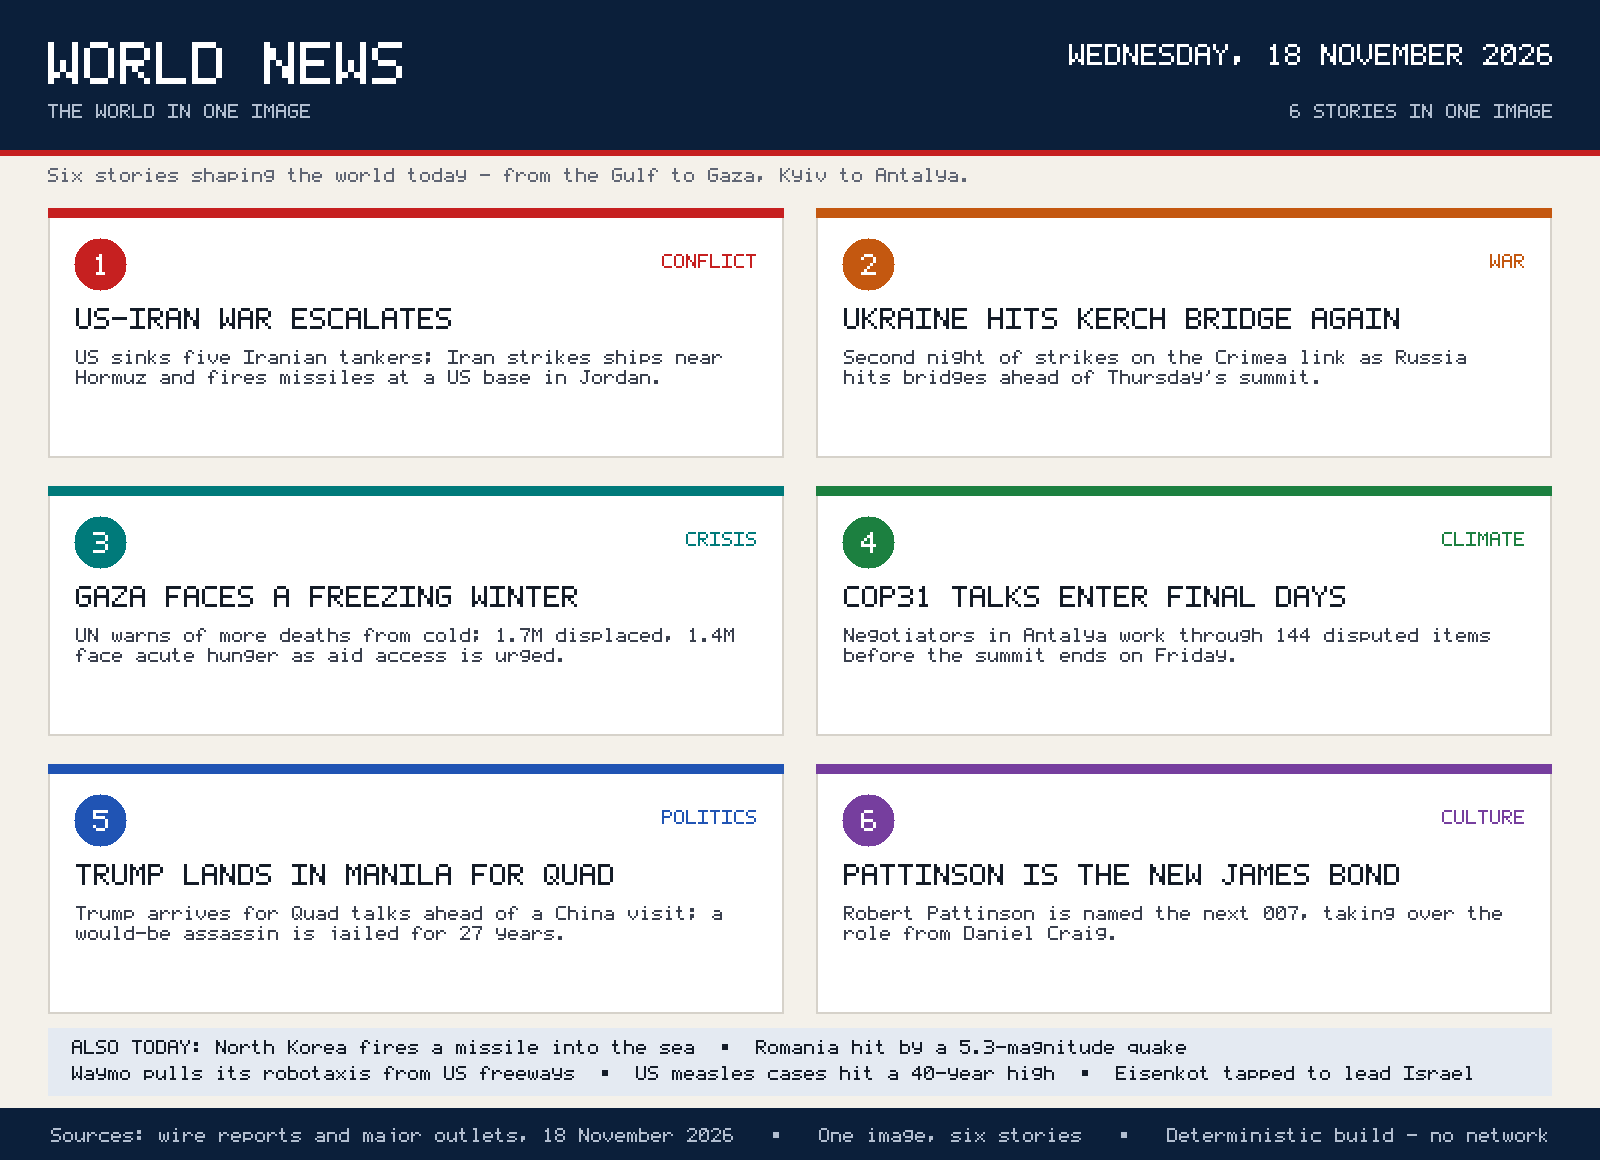 WORLD NEWS
WEDNESDAY, 18 NOVEMBER 2026
THE WORLD IN ONE IMAGE
6 STORIES IN ONE IMAGE
Six stories shaping the world today - from the Gulf to Gaza, Kyiv to Antalya.
1
CONFLICT
US-IRAN WAR ESCALATES
US sinks five Iranian tankers; Iran strikes ships near
Hormuz and fires missiles at a US base in Jordan.
2
WAR
UKRAINE HITS KERCH BRIDGE AGAIN
Second night of strikes on the Crimea link as Russia
hits bridges ahead of Thursday's summit.
3
CRISIS
GAZA FACES A FREEZING WINTER
UN warns of more deaths from cold; 1.7M displaced, 1.4M
face acute hunger as aid access is urged.
4
CLIMATE
COP31 TALKS ENTER FINAL DAYS
Negotiators in Antalya work through 144 disputed items
before the summit ends on Friday.
5
POLITICS
TRUMP LANDS IN MANILA FOR QUAD
Trump arrives for Quad talks ahead of a China visit; a
would-be assassin is jailed for 27 years.
6
CULTURE
PATTINSON IS THE NEW JAMES BOND
Robert Pattinson is named the next 007, taking over the
role from Daniel Craig.
ALSO TODAY: North Korea fires a missile into the sea ▪ Romania hit by a 5.3-magnitude quake
Waymo pulls its robotaxis from US freeways ▪ US measles cases hit a 40-year high ▪ Eisenkot tapped to lead Israel
Sources: wire reports and major outlets, 18 November 2026 ▪ One image, six stories ▪ Deterministic build - no network